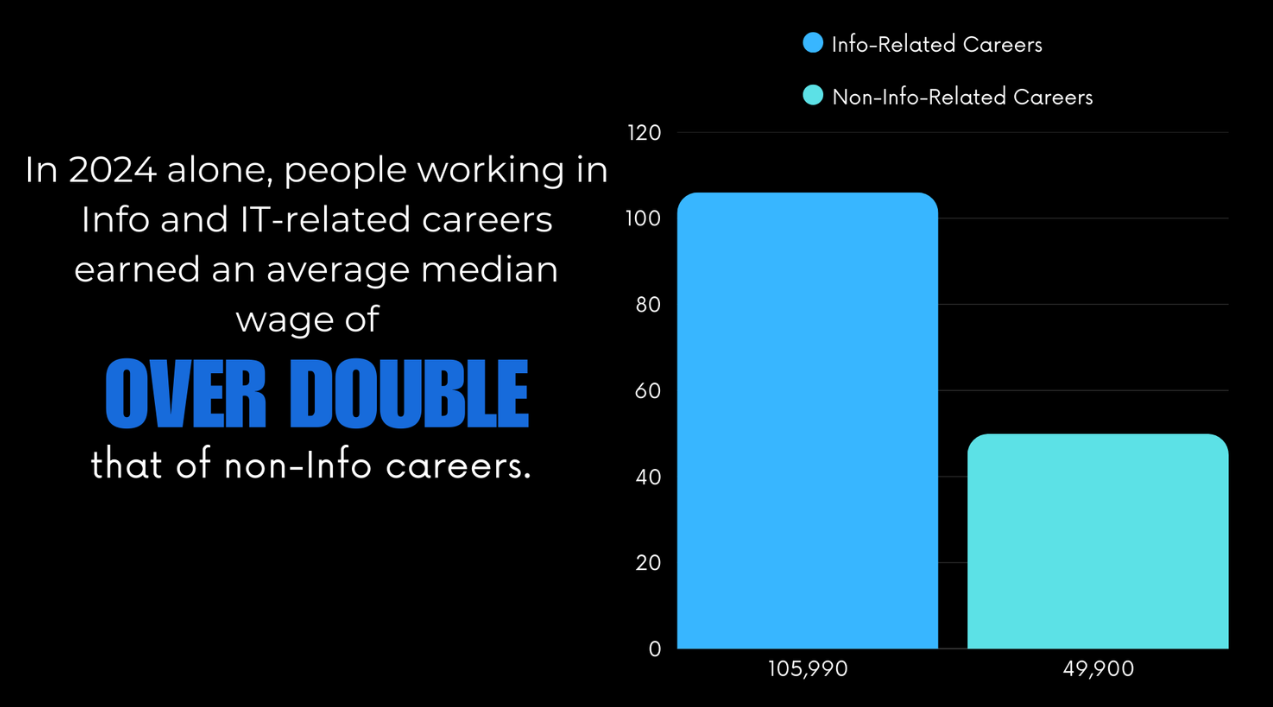 In 2024 alone, people working in
Info and IT-related careers
earned an average median
wage of
OVER DOUBLE
that of non-Info careers.
Info-Related Careers
Non-Info-Related Careers
120
100
80
60
40
20
0
105,990
49,900